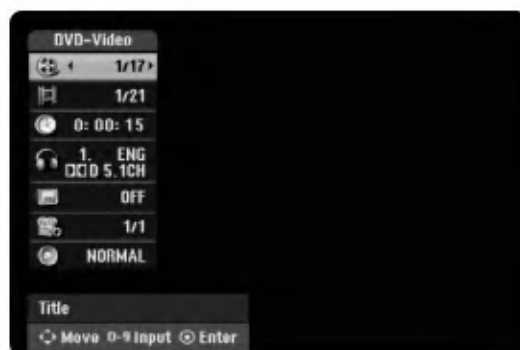 DVD-Video
1/17
1/21
0: 00: 15
1. ENG
D 5.1CH
OFF
1/1
NORMAL
Title
Move 0-9 Input Enter